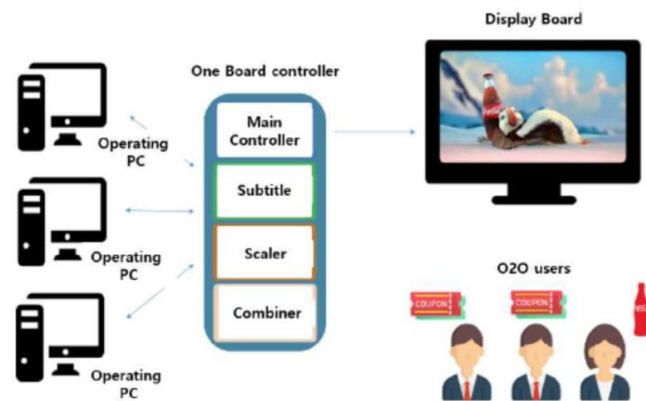 Display Board
One Board controller
Main
Controller
Operating
PC
Subtitle
Operating
PC
Scaler
O2O users
COUPON
COUPON
Combiner
Operating
PC